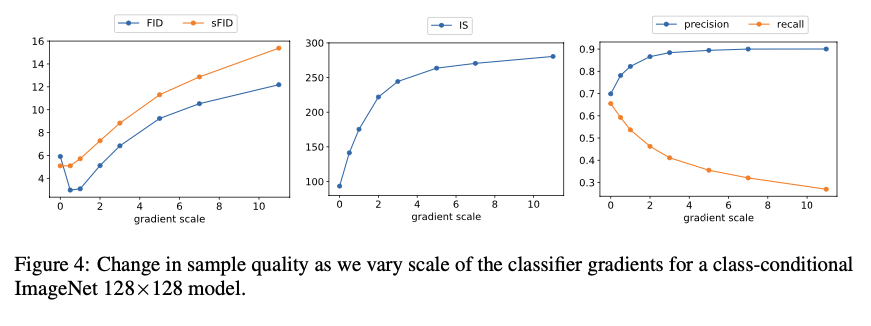 FID sFID
16
14
12
10
8
6
4
0 2 4 6 8 10
gradient scale
IS
300
250
200
150
100
0 2 4 6 8 10
gradient scale
precision recall
0.9
0.8
0.7
0.6
0.5
0.4
0.3
0 2 4 6 8 10
gradient scale
Figure 4: Change in sample quality as we vary scale of the classifier gradients for a class-conditional
ImageNet 128×128 model.